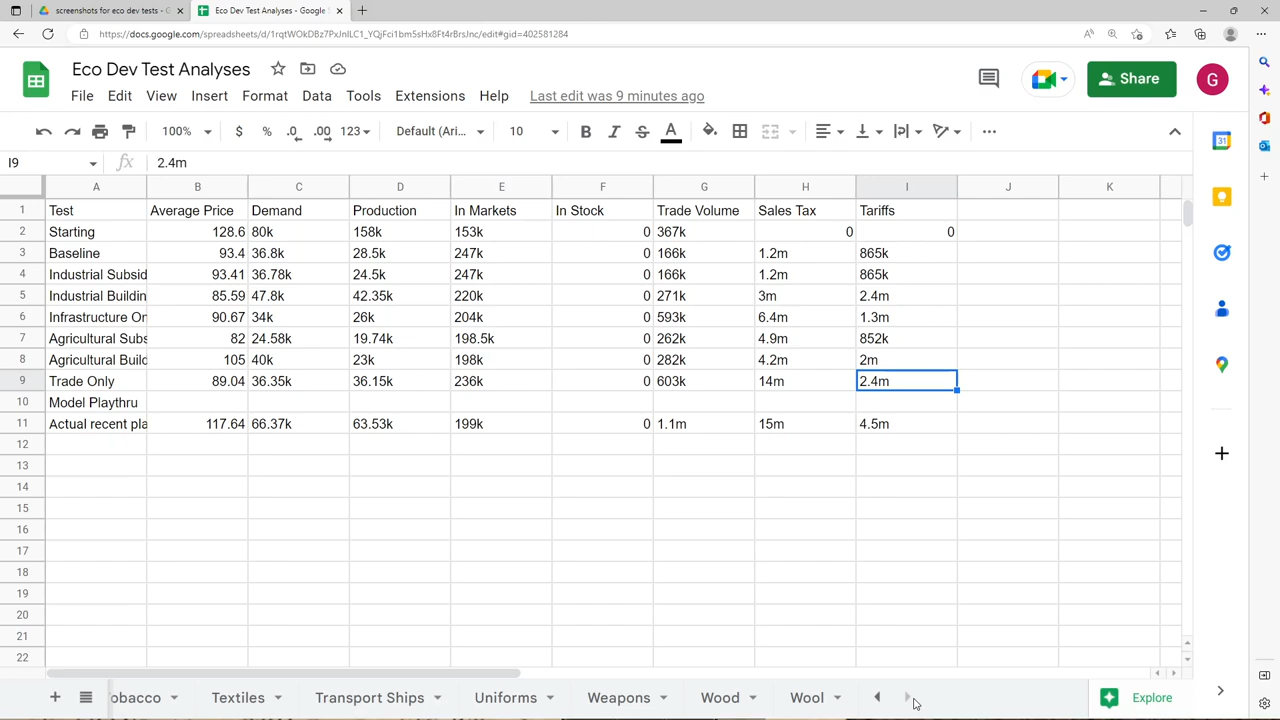 screenshots for eco dev tests - G
Eco Dev Test Analyses - Google S
https://docs.google.com/spreadsheets/d/1rqtWOkDBz7PxJnILC1_YQjFci1bm5sHx8Ft4rBrsJnc/edit#gid=402581284
Eco Dev Test Analyses
Share
G
File Edit View Insert Format Data Tools Extensions Help Last edit was 9 minutes ago
100% $ % .0 .00 123 Default (Ari... 10 B I S A
31
I9 fx 2.4m
A B C D E F G H I J K
1 Test Average Price Demand Production In Markets In Stock Trade Volume Sales Tax Tariffs
2 Starting 128.6 80k 158k 153k 0 367k 0 0
3 Baseline 93.4 36.8k 28.5k 247k 0 166k 1.2m 865k
4 Industrial Subsid 93.41 36.78k 24.5k 247k 0 166k 1.2m 865k
5 Industrial Buildin 85.59 47.8k 42.35k 220k 0 271k 3m 2.4m
6 Infrastructure On 90.67 34k 26k 204k 0 593k 6.4m 1.3m
7 Agricultural Subs 82 24.58k 19.74k 198.5k 0 262k 4.9m 852k
8 Agricultural Build 105 40k 23k 198k 0 282k 4.2m 2m
9 Trade Only 89.04 36.35k 36.15k 236k 0 603k 14m 2.4m
10 Model Playthru
11 Actual recent pla 117.64 66.37k 63.53k 199k 0 1.1m 15m 4.5m
12
13
14
15
16
17
18
19
20
21
22
obacco Textiles Transport Ships Uniforms Weapons Wood Wool Explore